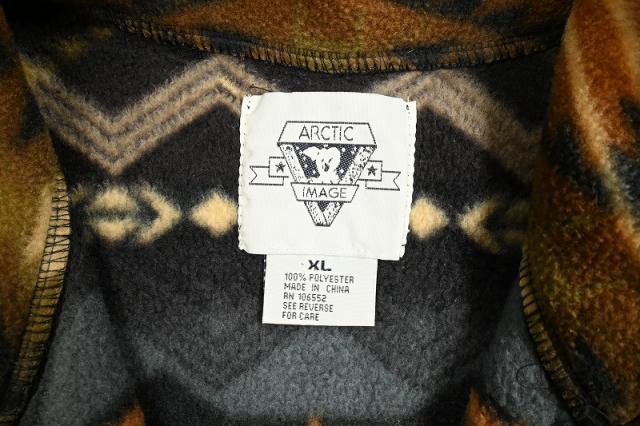 ARCTIC
IMAGE
XL
100% POLYESTER
MADE IN CHINA
RN 106552
SEE REVERSE
FOR CARE